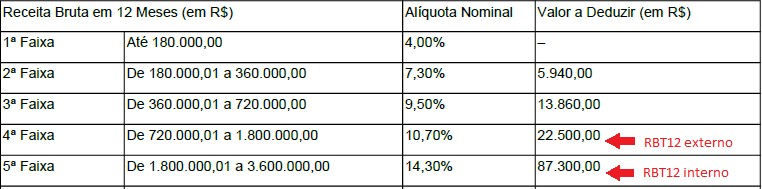 Receita Bruta em 12 Meses (em R$) Alíquota Nominal Valor a Deduzir (em R$)
1ª Faixa Até 180.000,00 4,00% –
2ª Faixa De 180.000,01 a 360.000,00 7,30% 5.940,00
3ª Faixa De 360.000,01 a 720.000,00 9,50% 13.860,00
4ª Faixa De 720.000,01 a 1.800.000,00 10,70% 22.500,00 RBT12 externo
5ª Faixa De 1.800.000,01 a 3.600.000,00 14,30% 87.300,00 RBT12 interno